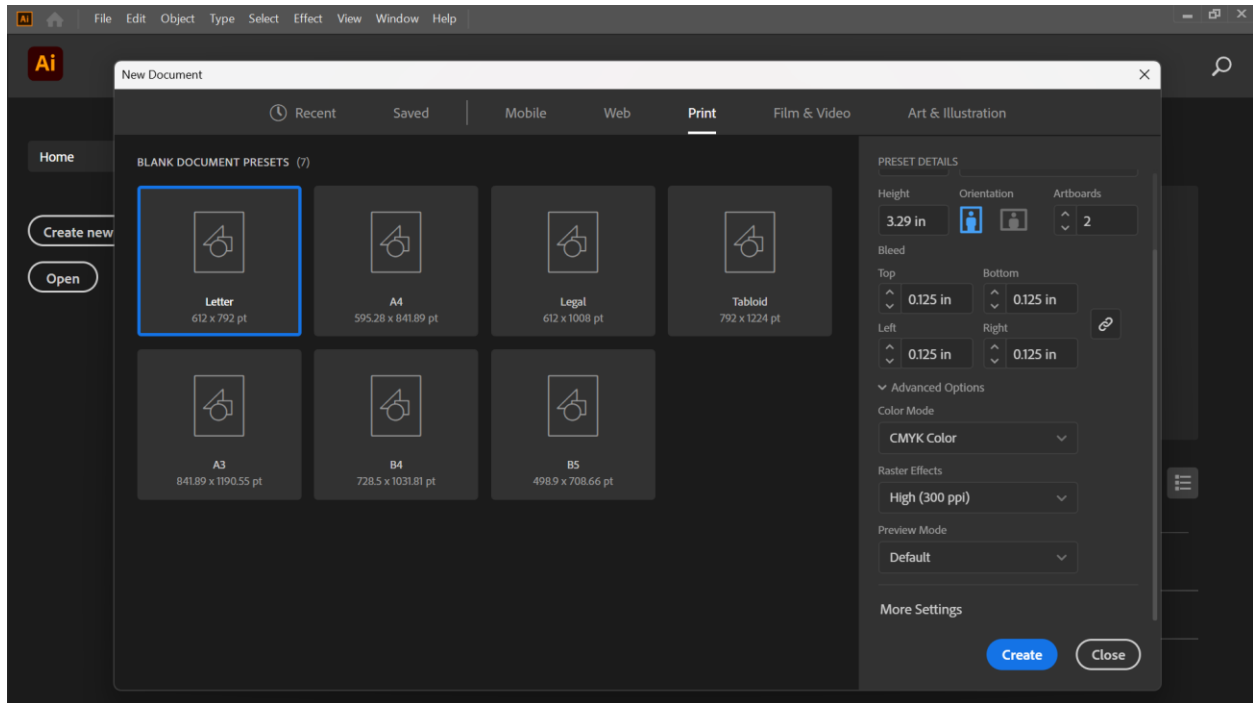 Ai File Edit Object Type Select Effect View Window Help
Ai
New Document
Recent Saved Mobile Web Print Film & Video Art & Illustration
Home
Create new
Open
BLANK DOCUMENT PRESETS (7)
Letter
612 x 792 pt
A4
595.28 x 841.89 pt
Legal
612 x 1008 pt
Tabloid
792 x 1224 pt
A3
841.89 x 1190.55 pt
B4
728.5 x 1031.81 pt
B5
498.9 x 708.66 pt
PRESET DETAILS
Height Orientation Artboards
3.29 in 2
Bleed
Top Bottom
0.125 in 0.125 in
Left Right
0.125 in 0.125 in
Advanced Options
Color Mode
CMYK Color
Raster Effects
High (300 ppi)
Preview Mode
Default
More Settings
Create Close